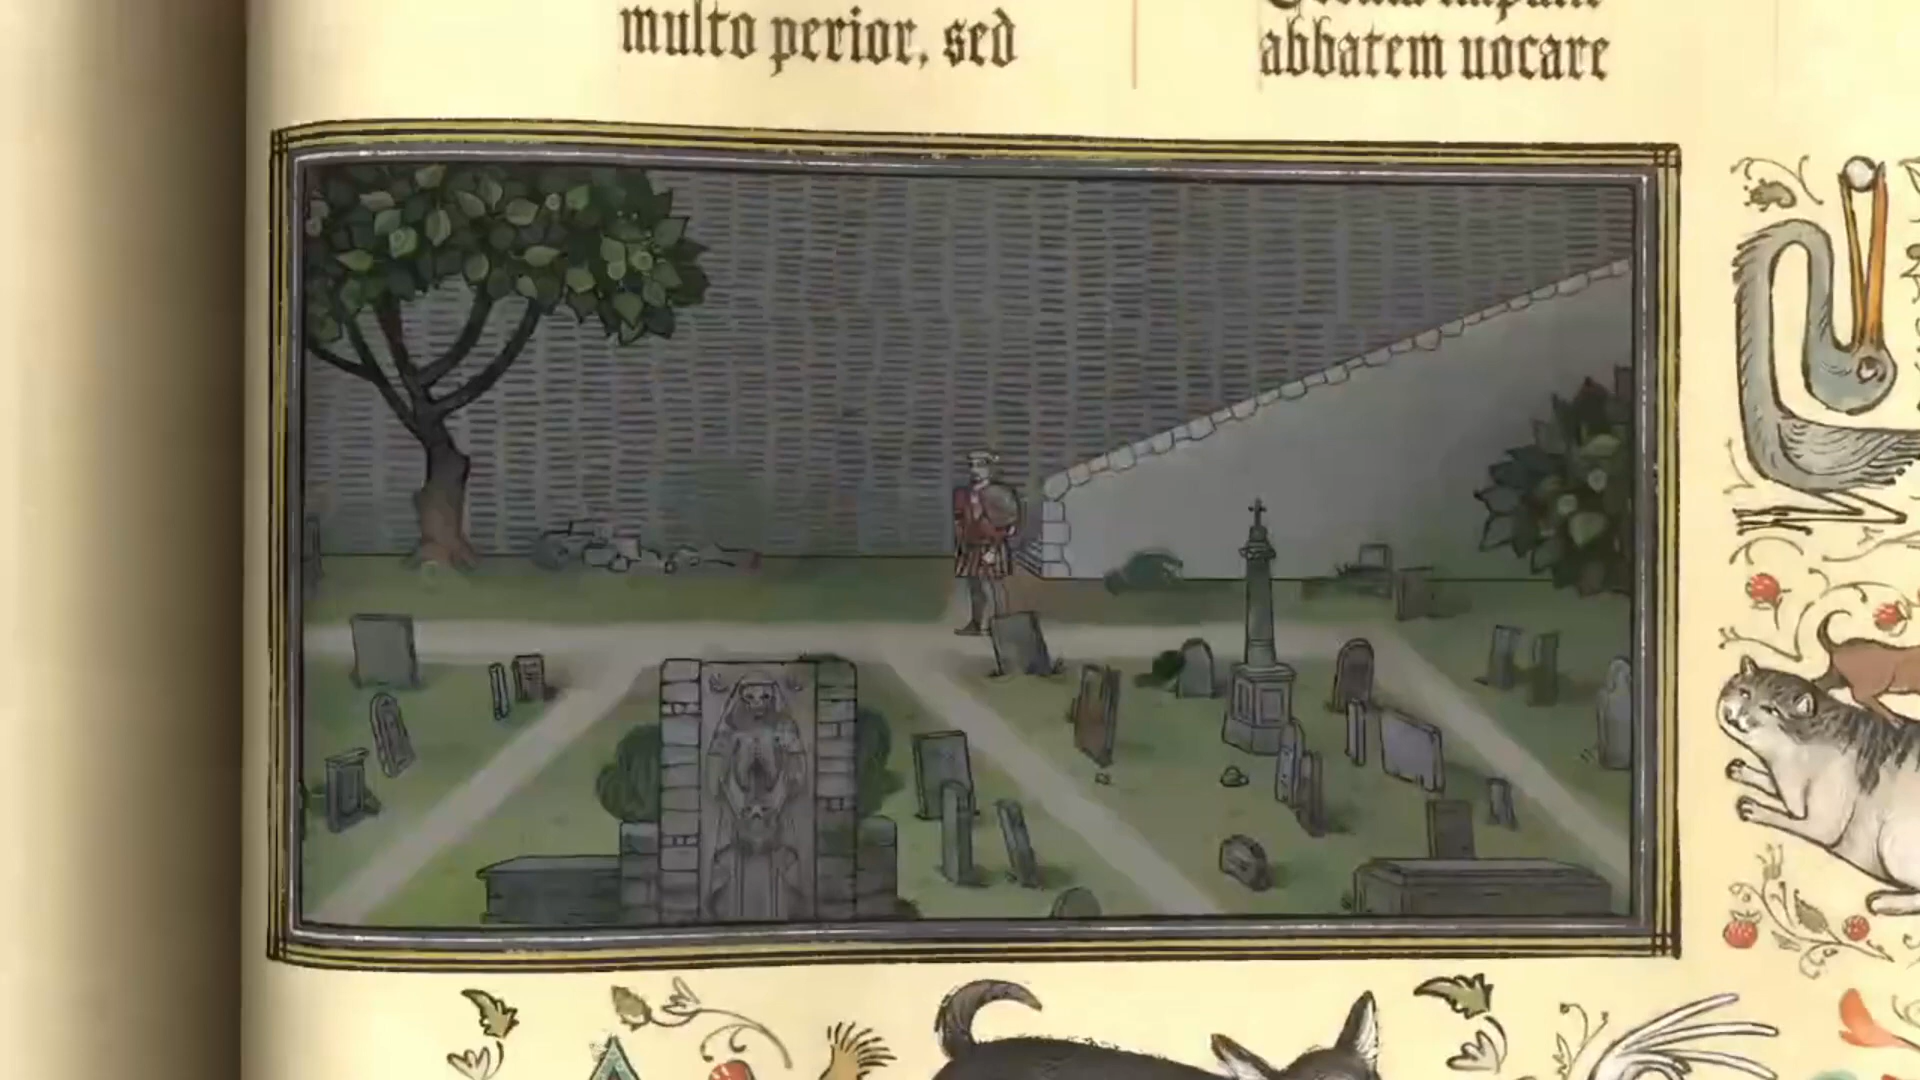 multo perior, sed
abbatem uocare